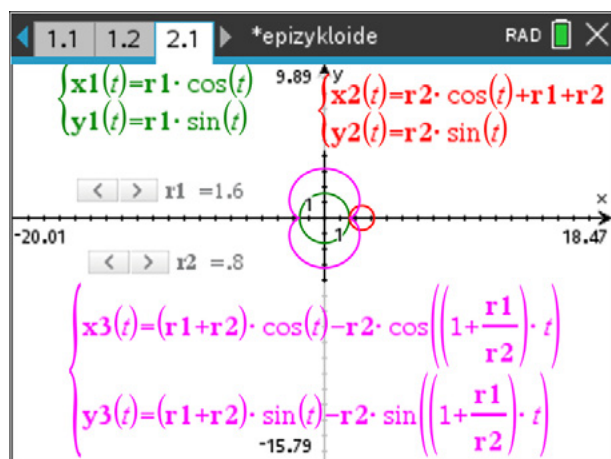 1.1 1.2 2.1 *epizykloide RAD
x1(t)=r1· cos(t)
y1(t)=r1· sin(t)
9.89 y
x2(t)=r2· cos(t)+r1+r2
y2(t)=r2· sin(t)
< > r1 =1.6
1
x
-20.01
1
18.47
< > r2 =.8
x3(t)=(r1+r2)· cos(t)-r2· cos((1+r1/r2)· t)
y3(t)=(r1+r2)· sin(t)-r2· sin((1+r1/r2)· t)
-15.79